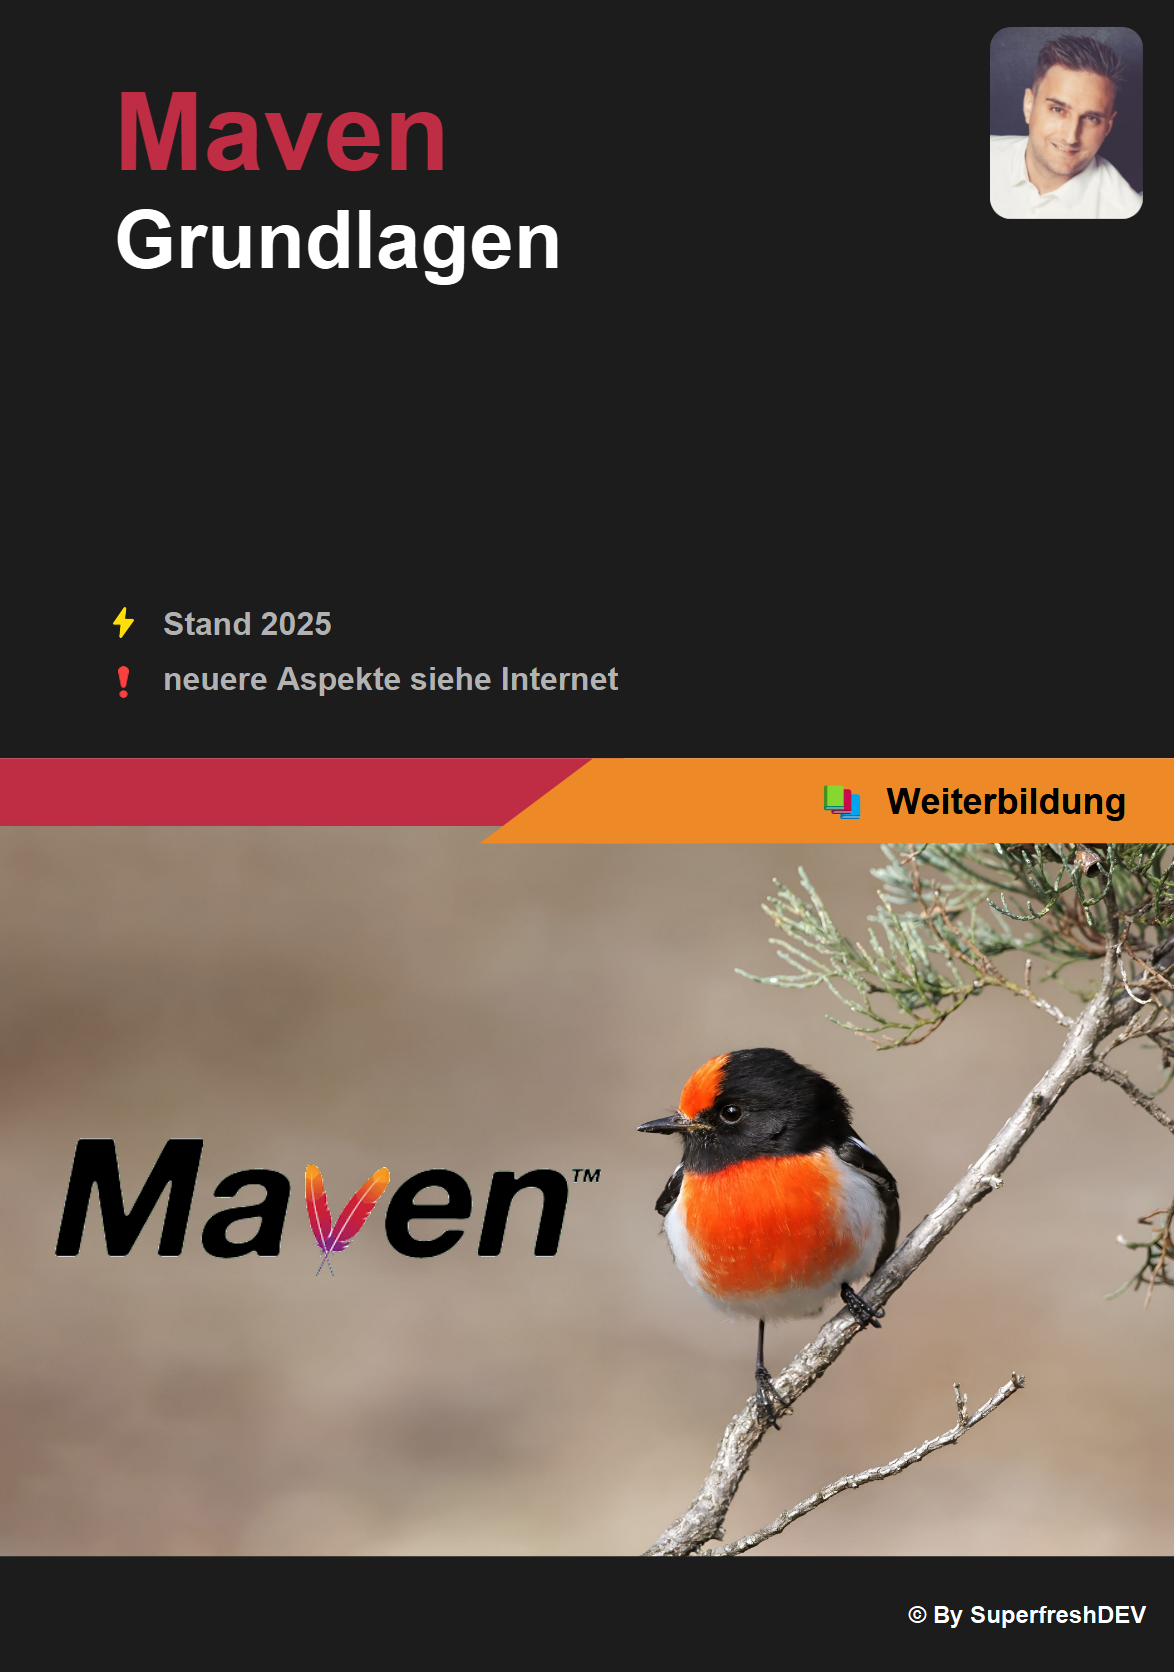 Maven
Grundlagen
Stand 2025
neuere Aspekte siehe Internet
Weiterbildung
Maven™
© By SuperfreshDEV